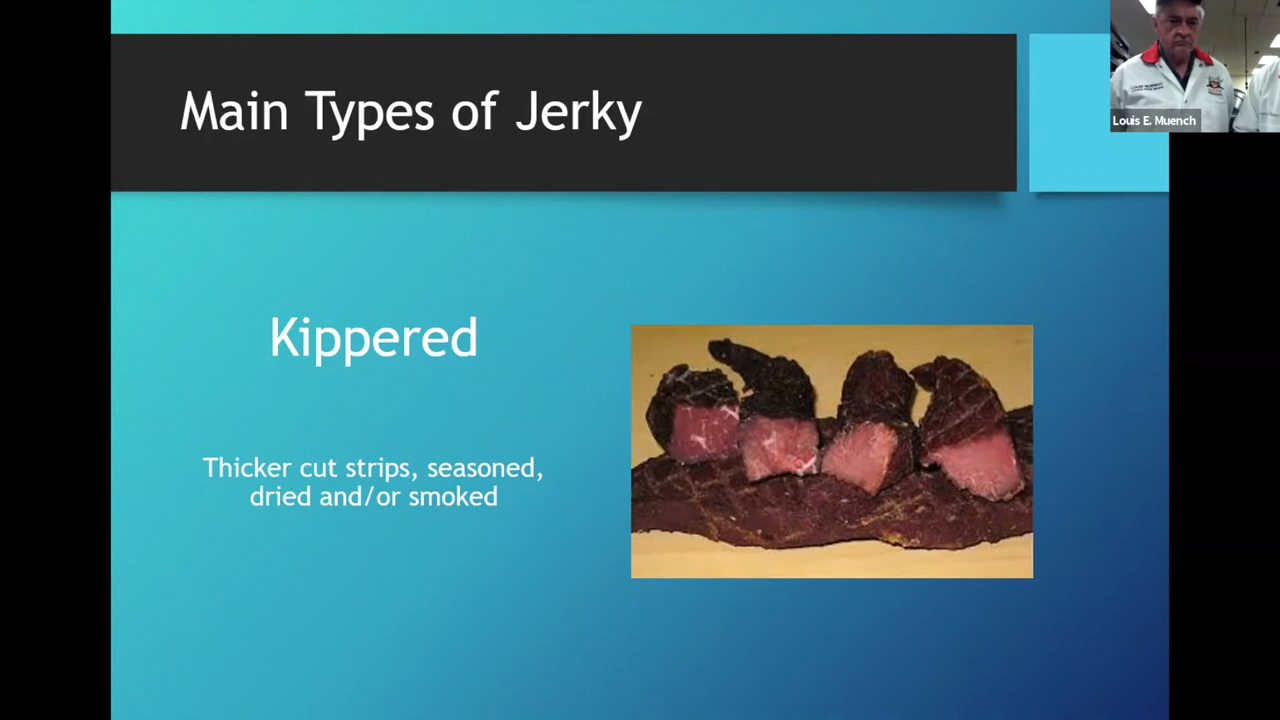 Main Types of Jerky
Louis E. Muench
Kippered
Thicker cut strips, seasoned,
dried and/or smoked